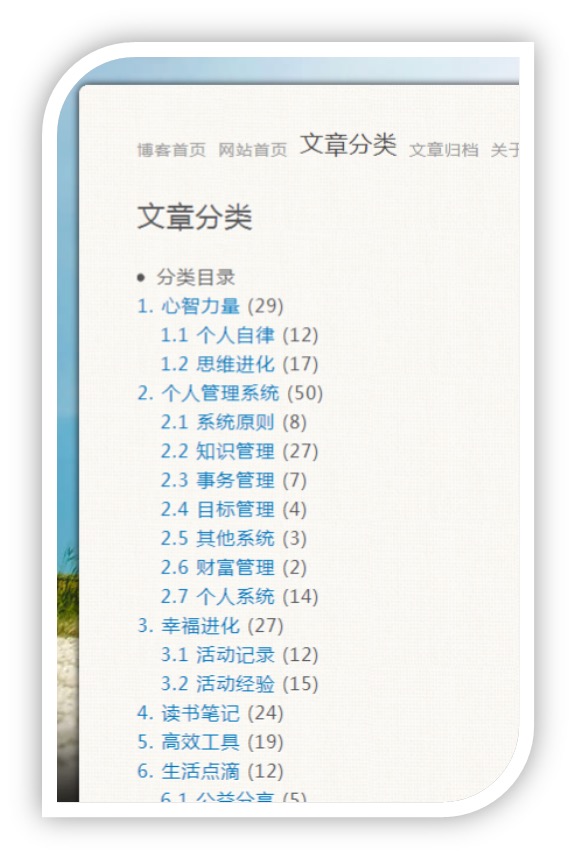 博客首页 网站首页 文章分类 文章归档 关于
文章分类
• 分类目录
1. 心智力量 (29)
1.1 个人自律 (12)
1.2 思维进化 (17)
2. 个人管理系统 (50)
2.1 系统原则 (8)
2.2 知识管理 (27)
2.3 事务管理 (7)
2.4 目标管理 (4)
2.5 其他系统 (3)
2.6 财富管理 (2)
2.7 个人系统 (14)
3. 幸福进化 (27)
3.1 活动记录 (12)
3.2 活动经验 (15)
4. 读书笔记 (24)
5. 高效工具 (19)
6. 生活点滴 (12)
6.1 公益分享 (5)